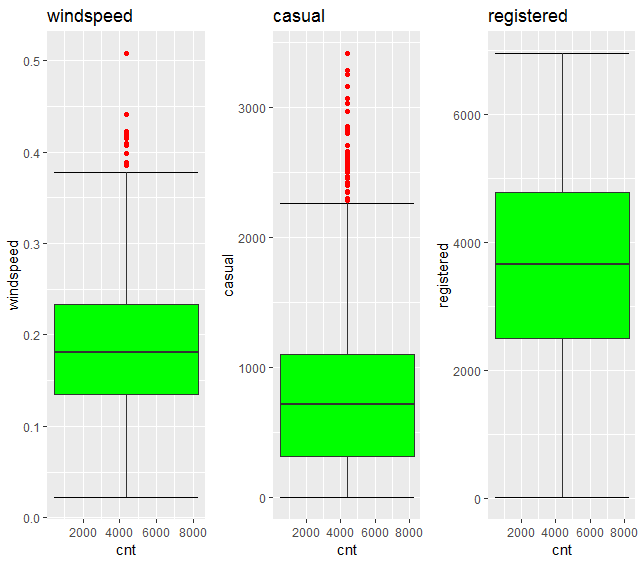 windspeed
0.5
0.4
0.3
0.2
0.1
0.0
windspeed
2000 4000 6000 8000
cnt
casual
3000
2000
1000
0
casual
2000 4000 6000 8000
cnt
registered
6000
4000
2000
0
registered
2000 4000 6000 8000
cnt